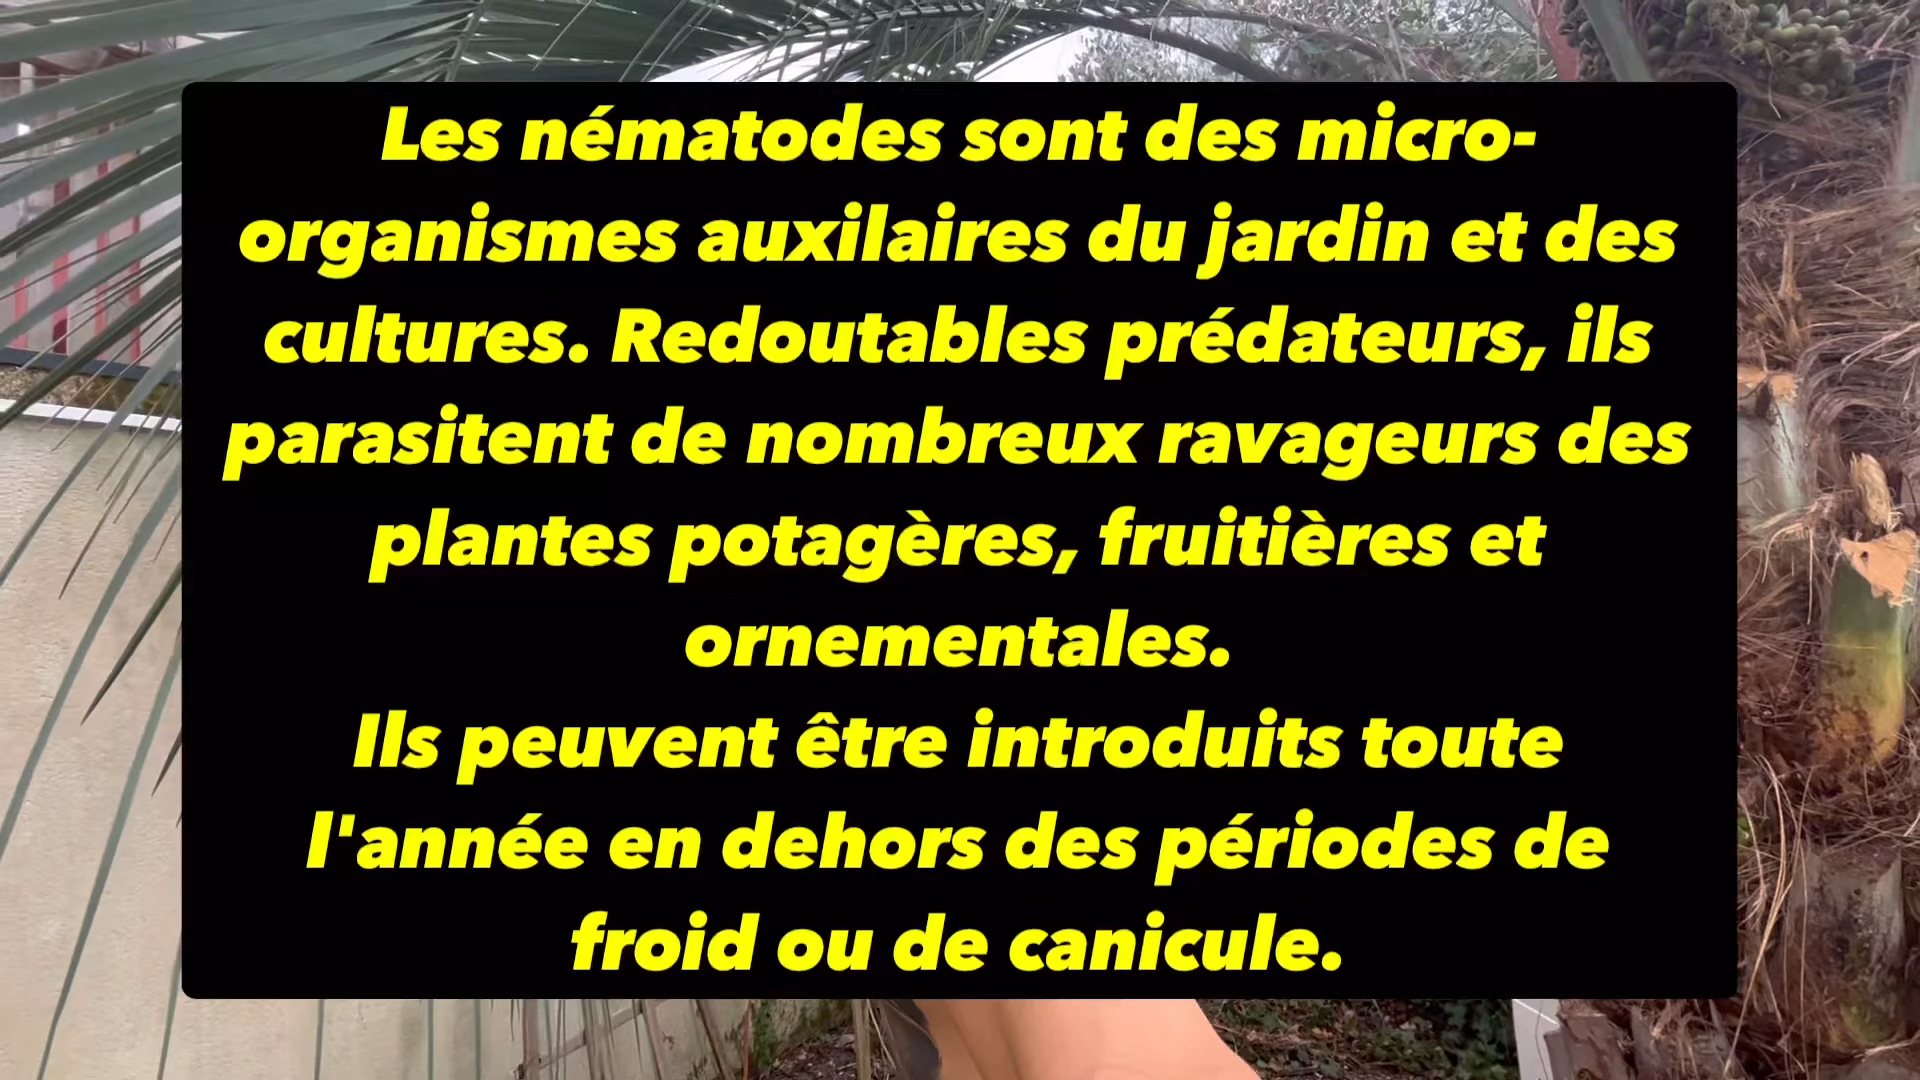 Les nématodes sont des micro-
organismes auxilaires du jardin et des
cultures. Redoutables prédateurs, ils
parasitent de nombreux ravageurs des
plantes potagères, fruitières et
ornementales.
Ils peuvent être introduits toute
l'année en dehors des périodes de
froid ou de canicule.